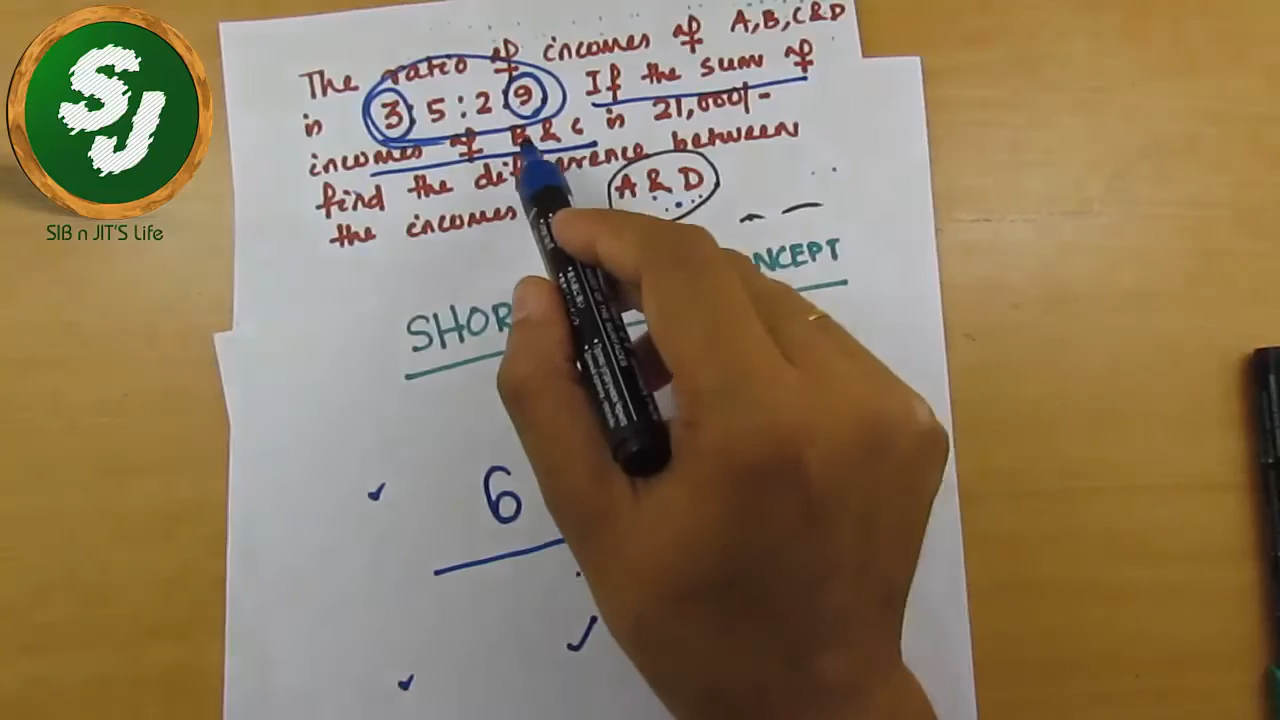 SJ
SIB n JIT'S Life
The ratio of incomes of A,B,C&D
is 3:5:2 9 If the sum of
incomes of B & C is 21,000/-
find the difference between
the incomes A & D
SHOR NCEPT
6